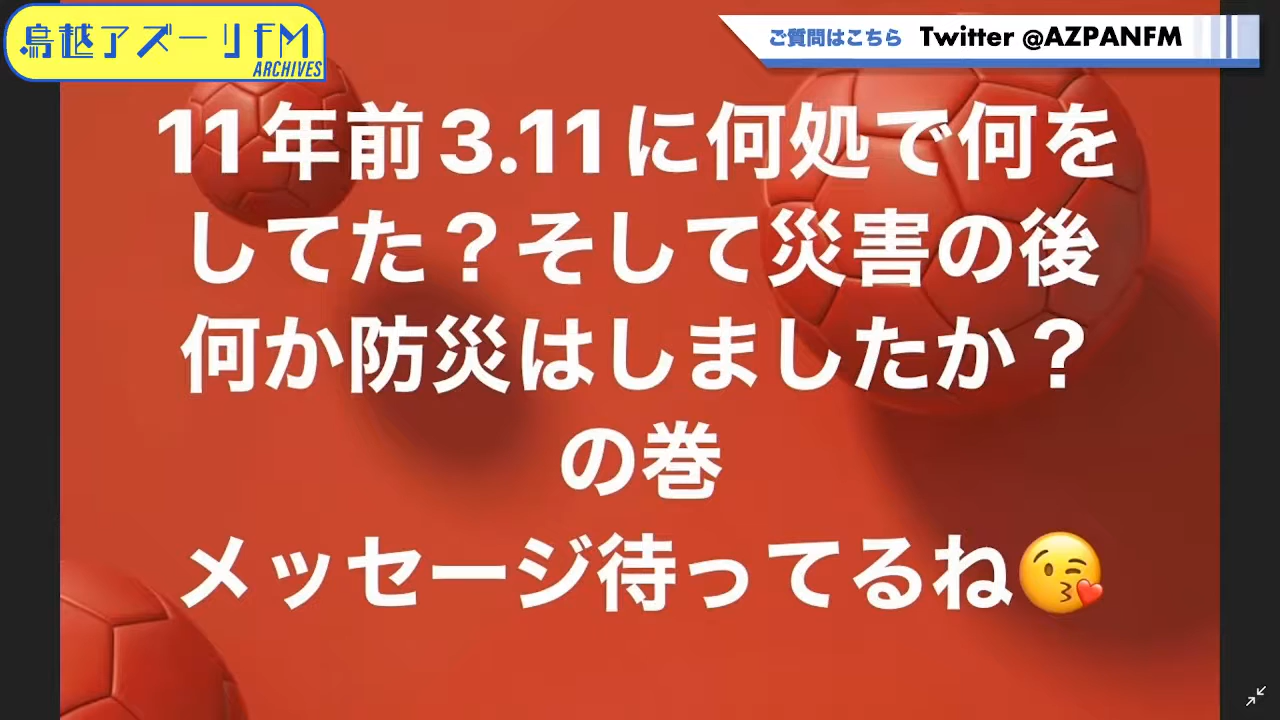 鳥越アズーリFM
ARCHIVES
ご質問はこちら Twitter @AZPANFM
11年前3.11に何処で何を
してた？そして災害の後
何か防災はしましたか？
の巻
メッセージ待ってるね😘